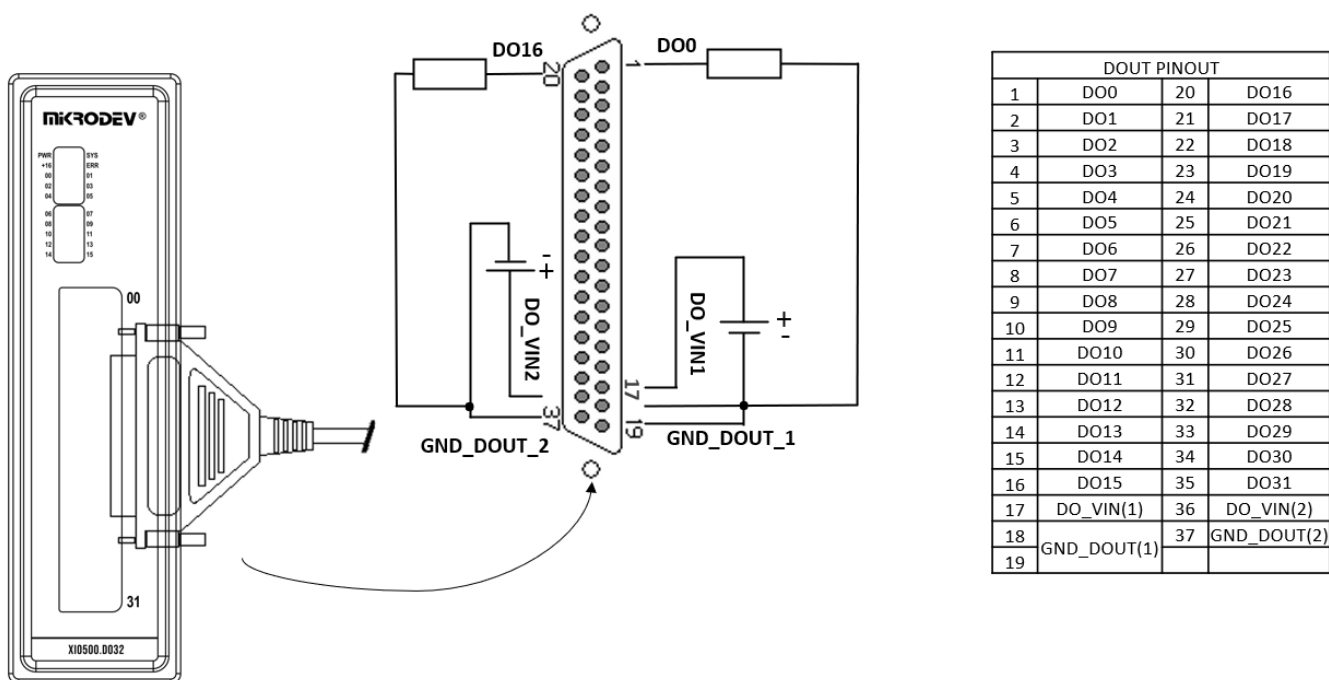 MiKRODEV®
PWR SYS
+16 ERR
00 01
02 03
04 05
06 07
08 09
10 11
12 13
14 15
00
31
XI0500.D032
DO16
DO0
20
1
-
+
DO_VIN2
DO_VIN1
+
-
17
37
19
GND_DOUT_2
GND_DOUT_1
DOUT PINOUT
1 DO0 20 DO16
2 DO1 21 DO17
3 DO2 22 DO18
4 DO3 23 DO19
5 DO4 24 DO20
6 DO5 25 DO21
7 DO6 26 DO22
8 DO7 27 DO23
9 DO8 28 DO24
10 DO9 29 DO25
11 DO10 30 DO26
12 DO11 31 DO27
13 DO12 32 DO28
14 DO13 33 DO29
15 DO14 34 DO30
16 DO15 35 DO31
17 DO_VIN(1) 36 DO_VIN(2)
18 GND_DOUT(1) 37 GND_DOUT(2)
19